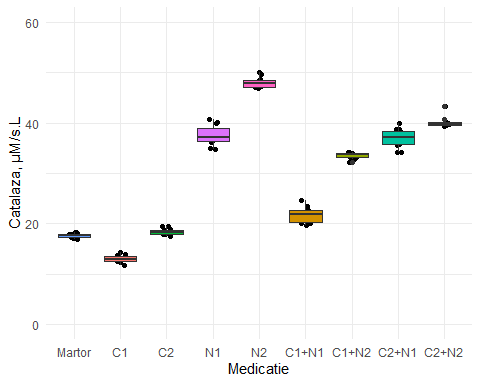 60
40
20
0
Catalaza, µM/s.L
Martor C1 C2 N1 N2 C1+N1 C1+N2 C2+N1 C2+N2
Medicatie